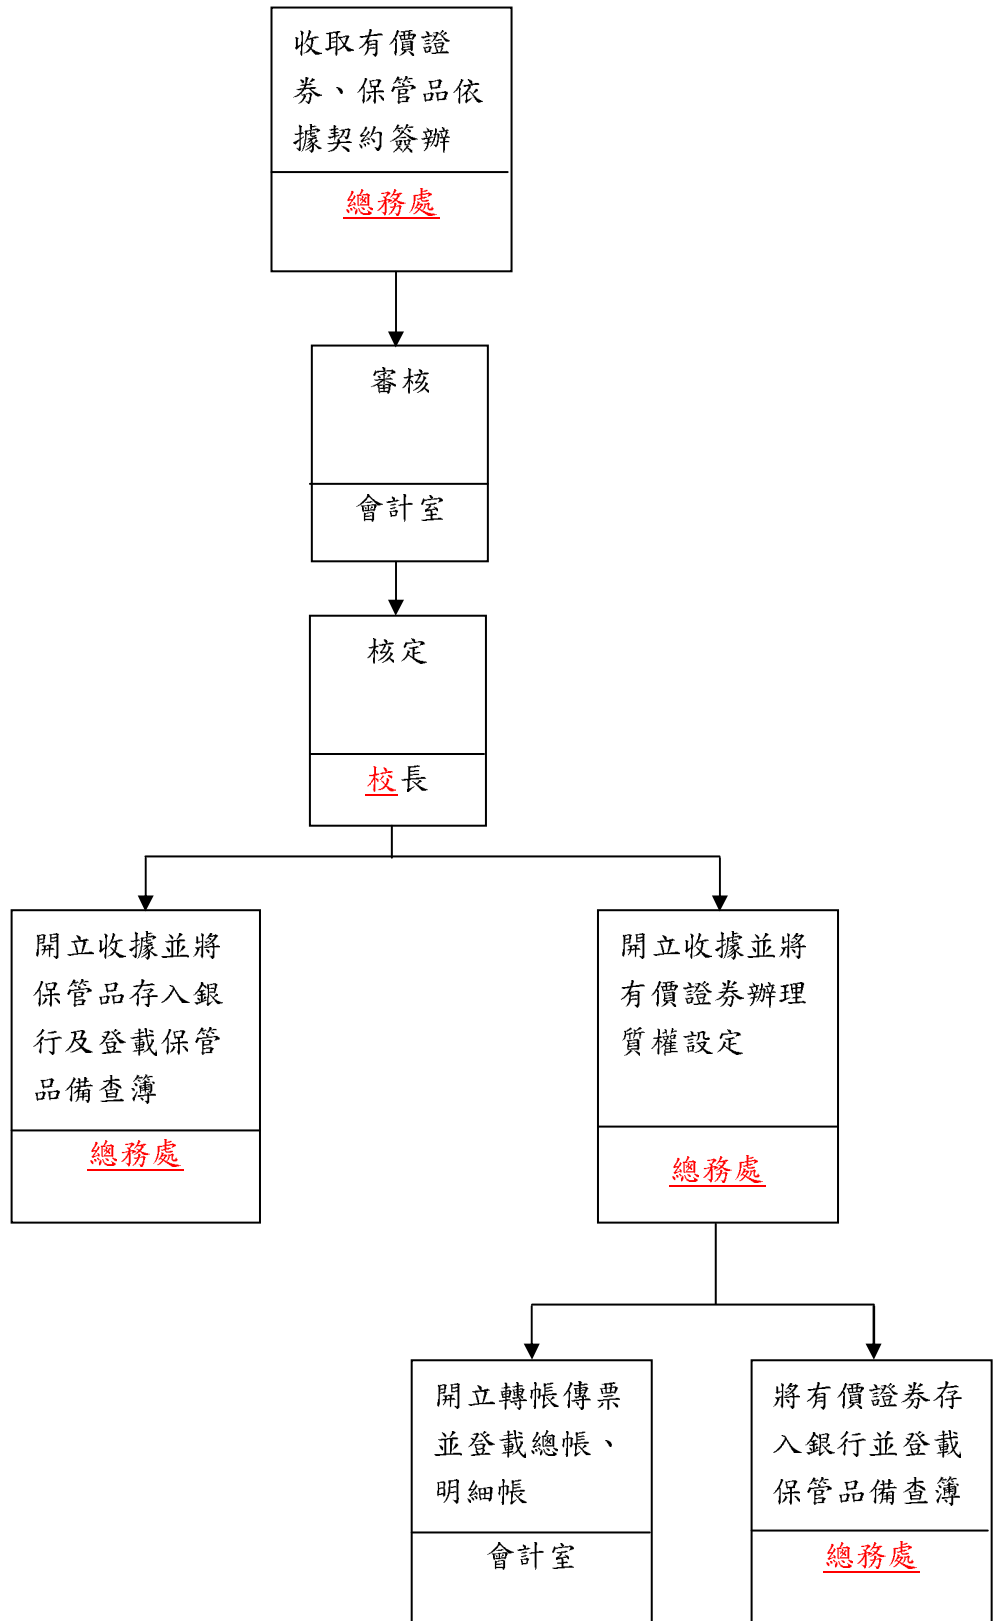 收取有價證
券、保管品依
據契約簽辦
總務處
審核
會計室
核定
校長
開立收據並將
保管品存入銀
行及登載保管
品備查簿
總務處
開立收據並將
有價證券辦理
質權設定
總務處
開立轉帳傳票
並登載總帳、
明細帳
會計室
將有價證券存
入銀行並登載
保管品備查簿
總務處